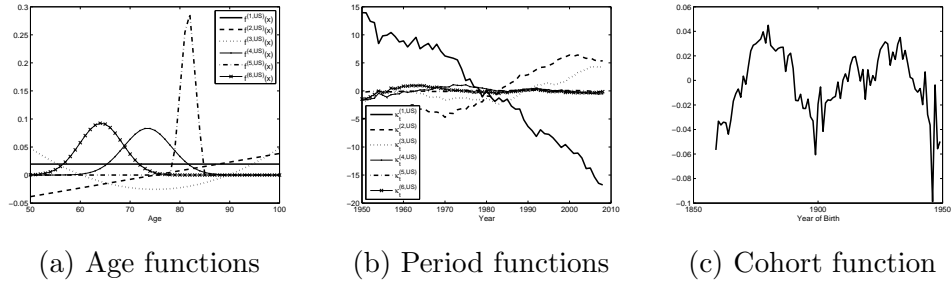 0.3
0.25
0.2
0.15
0.1
0.05
0
−0.05
50 60 70 80 90 100
Age
f^(1,US)(x)
f^(2,US)(x)
f^(3,US)(x)
f^(4,US)(x)
f^(5,US)(x)
f^(6,US)(x)
15
10
5
0
−5
−10
−15
−20
1950 1960 1970 1980 1990 2000 2010
Year
κ_t^(1,US)
κ_t^(2,US)
κ_t^(3,US)
κ_t^(4,US)
κ_t^(5,US)
κ_t^(6,US)
0.06
0.04
0.02
0
−0.02
−0.04
−0.06
−0.08
−0.1
1850 1900 1950
Year of Birth
(a) Age functions
(b) Period functions
(c) Cohort function